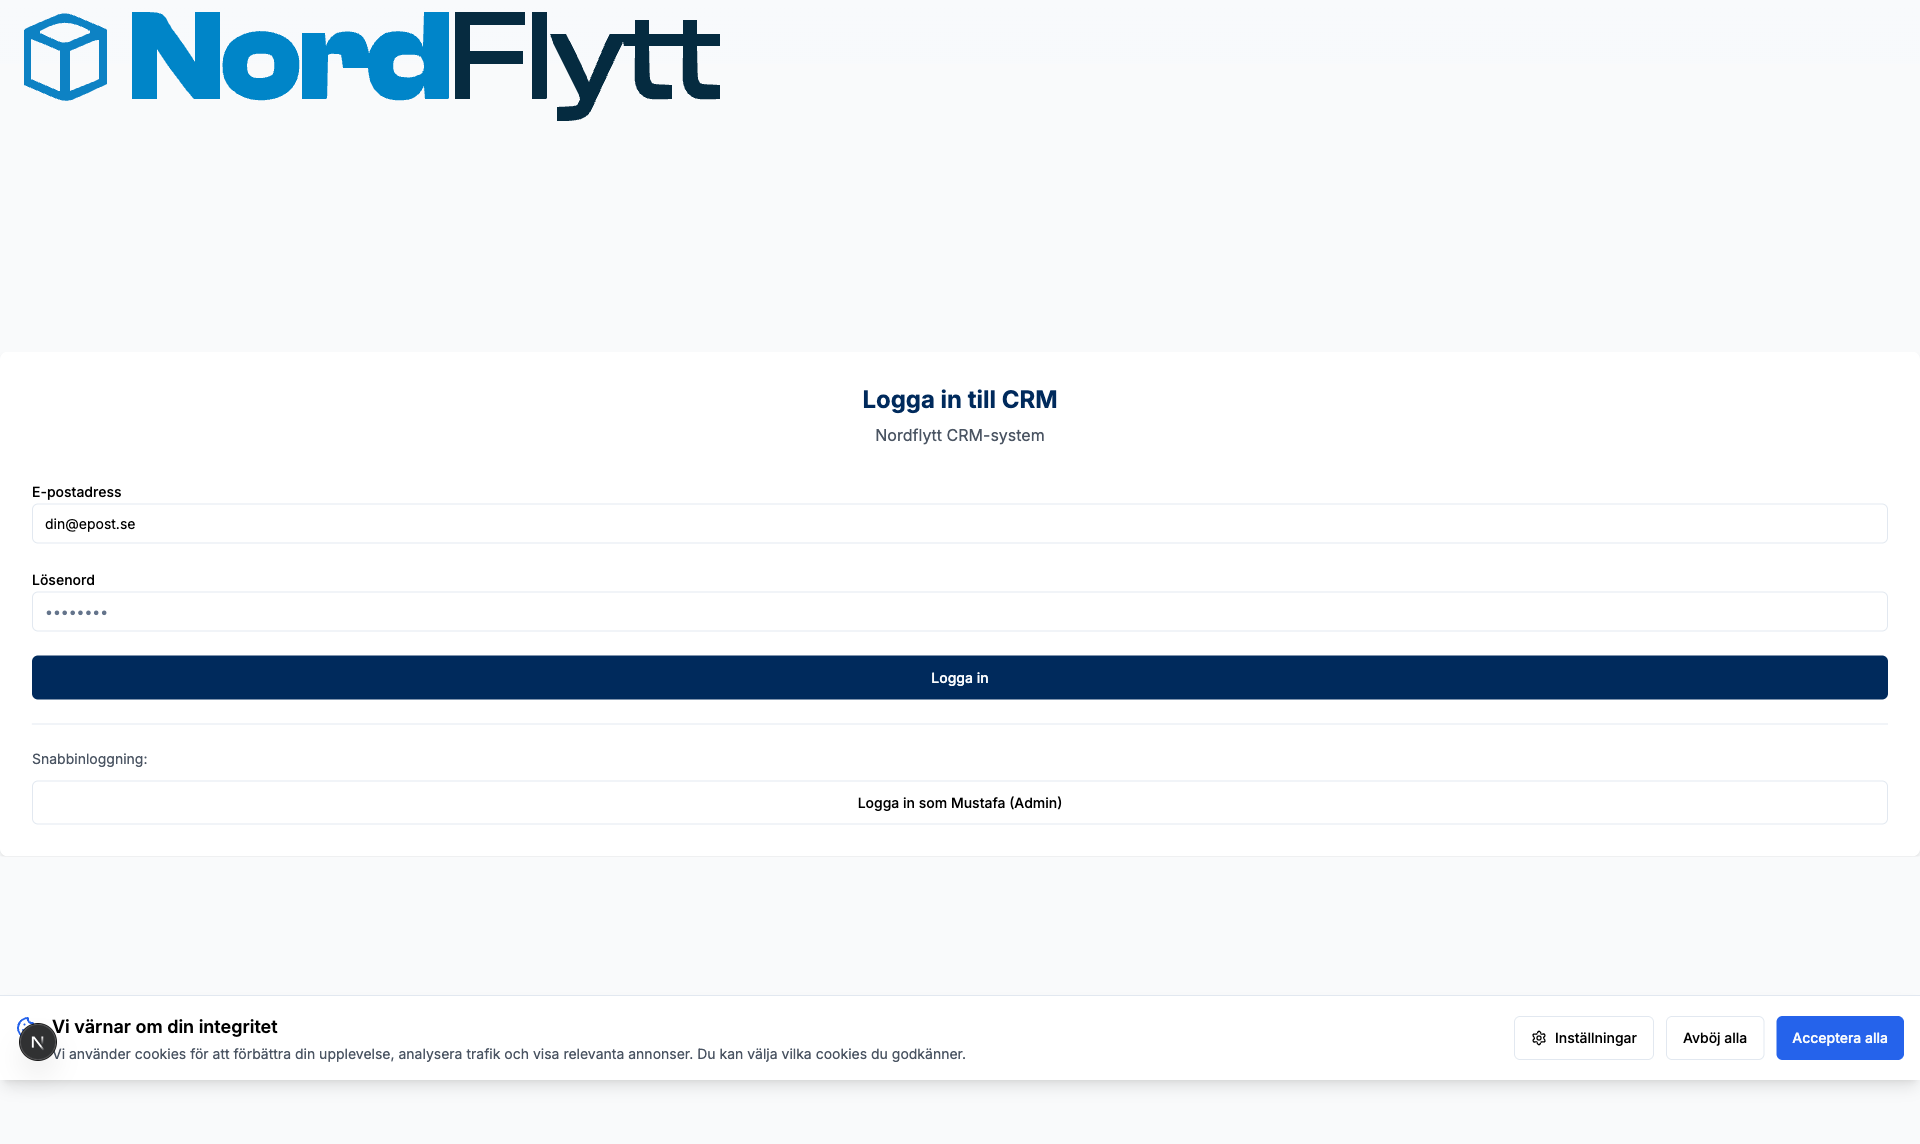 NordFlytt
Logga in till CRM
Nordflytt CRM-system
E-postadress
din@epost.se
Lösenord
••••••••
Logga in
Snabbinloggning:
Logga in som Mustafa (Admin)
Vi värnar om din integritet
Vi använder cookies för att förbättra din upplevelse, analysera trafik och visa relevanta annonser. Du kan välja vilka cookies du godkänner.
N
Inställningar
Avböj alla
Acceptera alla